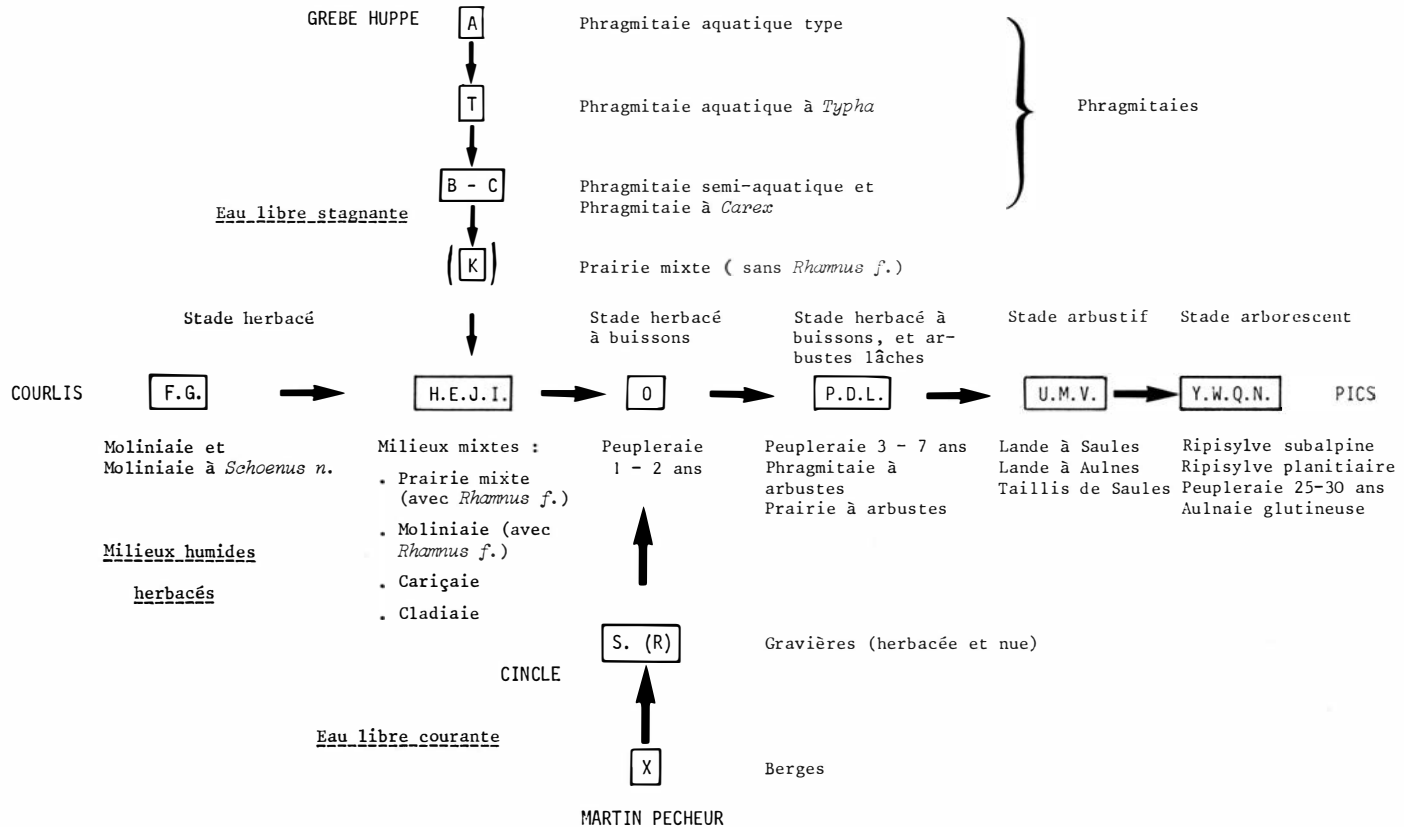 GREBE HUPPE
A
Phragmitaie aquatique type
T
Phragmitaie aquatique à Typha
Phragmitaies
B - C
Phragmitaie semi-aquatique et
Phragmitaie à Carex
Eau libre stagnante
(K)
Prairie mixte ( sans Rhamnus f.)
Stade herbacé
Stade herbacé
à buissons
Stade herbacé à
buissons, et ar-
bustes lâches
Stade arbustif
Stade arborescent
COURLIS
F.G.
H.E.J.I.
O
P.D.L.
U.M.V.
Y.W.Q.N.
PICS
Moliniaie et
Moliniaie à Schoenus n.
Milieux mixtes :
. Prairie mixte
(avec Rhamnus f.)
. Moliniaie (avec
Rhamnus f.)
. Cariçaie
. Cladiaie
Peupleraie
1 - 2 ans
Peupleraie 3 - 7 ans
Phragmitaie à
arbustes
Prairie à arbustes
Lande à Saules
Lande à Aulnes
Taillis de Saules
Ripisylve subalpine
Ripisylve planitiaire
Peupleraie 25-30 ans
Aulnaie glutineuse
Milieux humides
herbacés
S. (R)
Gravières (herbacée et nue)
CINCLE
Eau libre courante
X
Berges
MARTIN PECHEUR